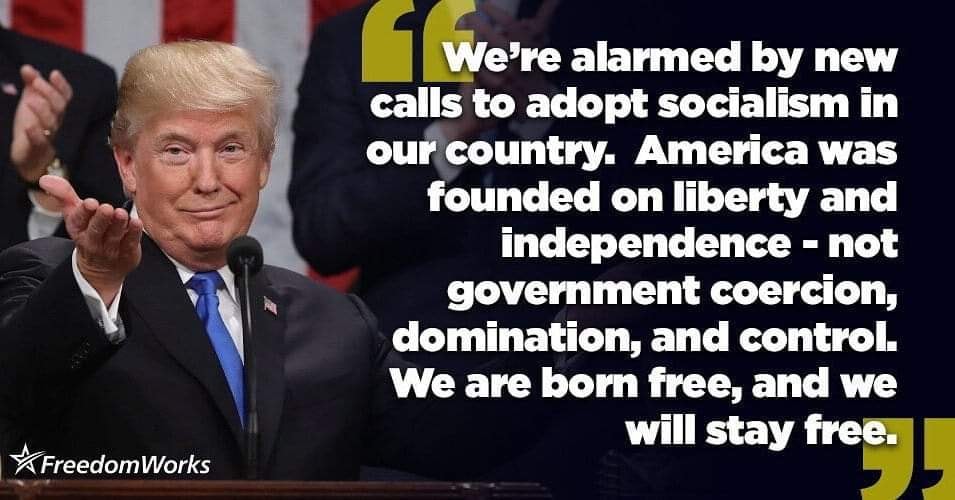 “
We’re alarmed by new
calls to adopt socialism in
our country.  America was
founded on liberty and
independence - not
government coercion,
domination, and control.
We are born free, and we
will stay free.
”
FreedomWorks